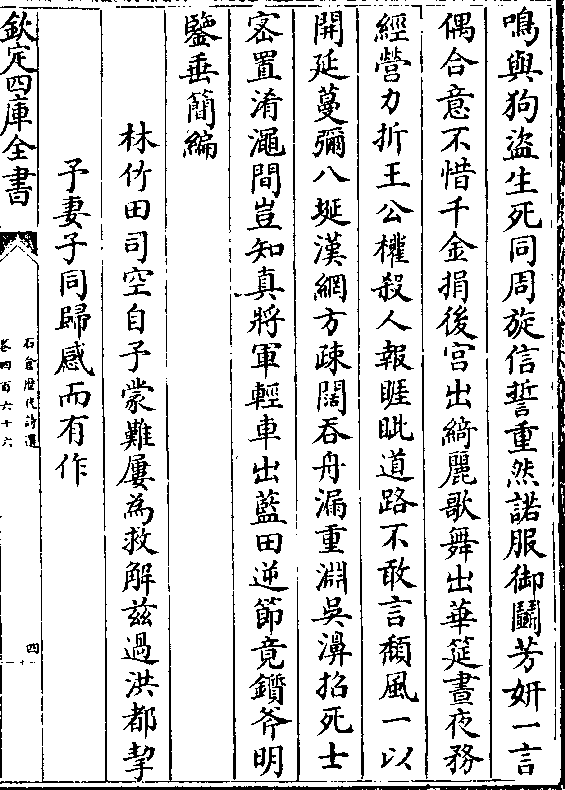 鳴與狗盜生死同周旋信誓重然諾服御鬭芳妍一言
偶合意不惜千金捐後宮出綺麗歌舞出華筵晝夜務
經營力折王公權殺人報睚眦道路不敢言頽風一以
開延蔓彌八埏漢網方疎闊吞舟漏重淵吳濞招死士
宻置淆澠間豈知真將軍輕車出藍田逆節竟鑕斧明
鑒垂簡編
林竹田司空自予蒙難屢為救解兹過洪都挈
予妻子同歸感而有作
欽定四庫全書
石倉歴代詩選
卷四百六十六
四